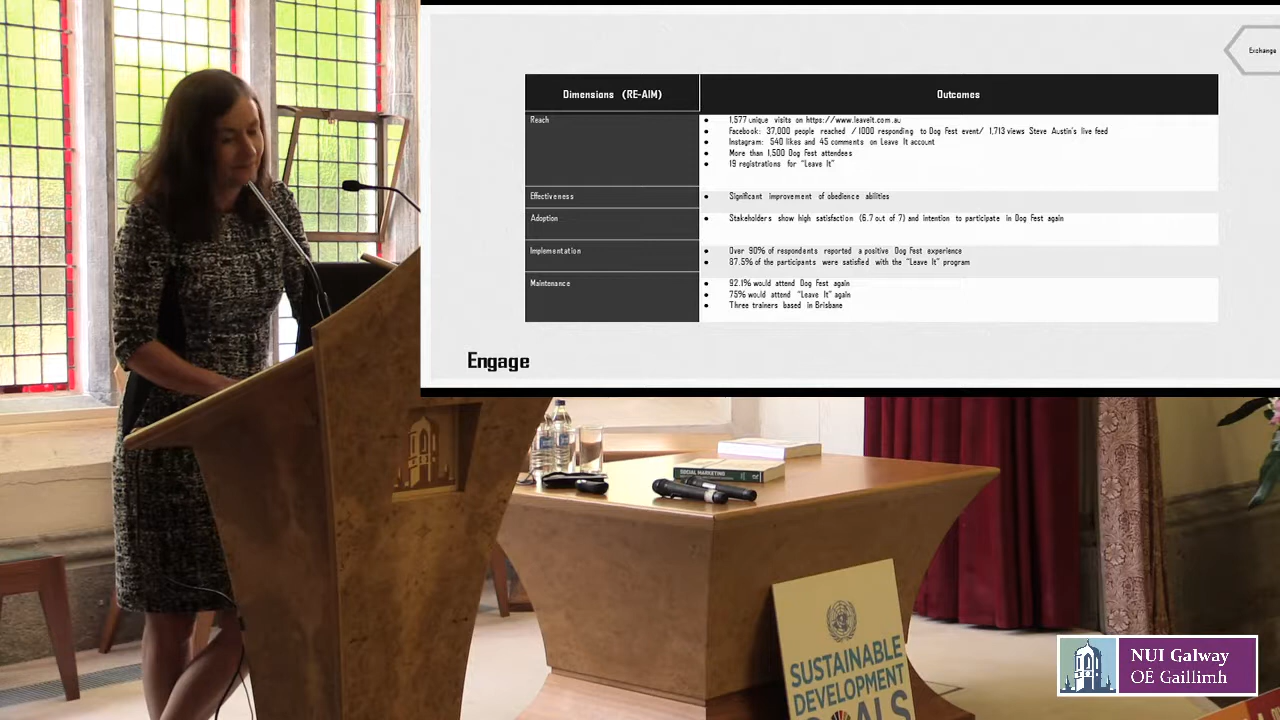 Exchange
Dimensions (RE-AIM)
Outcomes
Reach
• 1,577 unique visits on https://www.leaveit.com.au
• Facebook: 37,000 people reached / 1000 responding to Dog Fest event/ 1,713 views Steve Austin's live feed
• Instagram: 540 likes and 45 comments on Leave It account
• More than 1,500 Dog Fest attendees
• 19 registrations for "Leave It"
Effectiveness
• Significant improvement of obedience abilities
Adoption
• Stakeholders show high satisfaction (6.7 out of 7) and intention to participate in Dog Fest again
Implementation
• Over 90% of respondents reported a positive Dog Fest experience
• 87.5% of the participants were satisfied with the "Leave It" program
Maintenance
• 92.1% would attend Dog Fest again
• 75% would attend "Leave It" again
• Three trainers based in Brisbane
Engage
SOCIAL MARKETING
SUSTAINABLE
DEVELOPMENT
GOALS
NUI Galway
OÉ Gaillimh